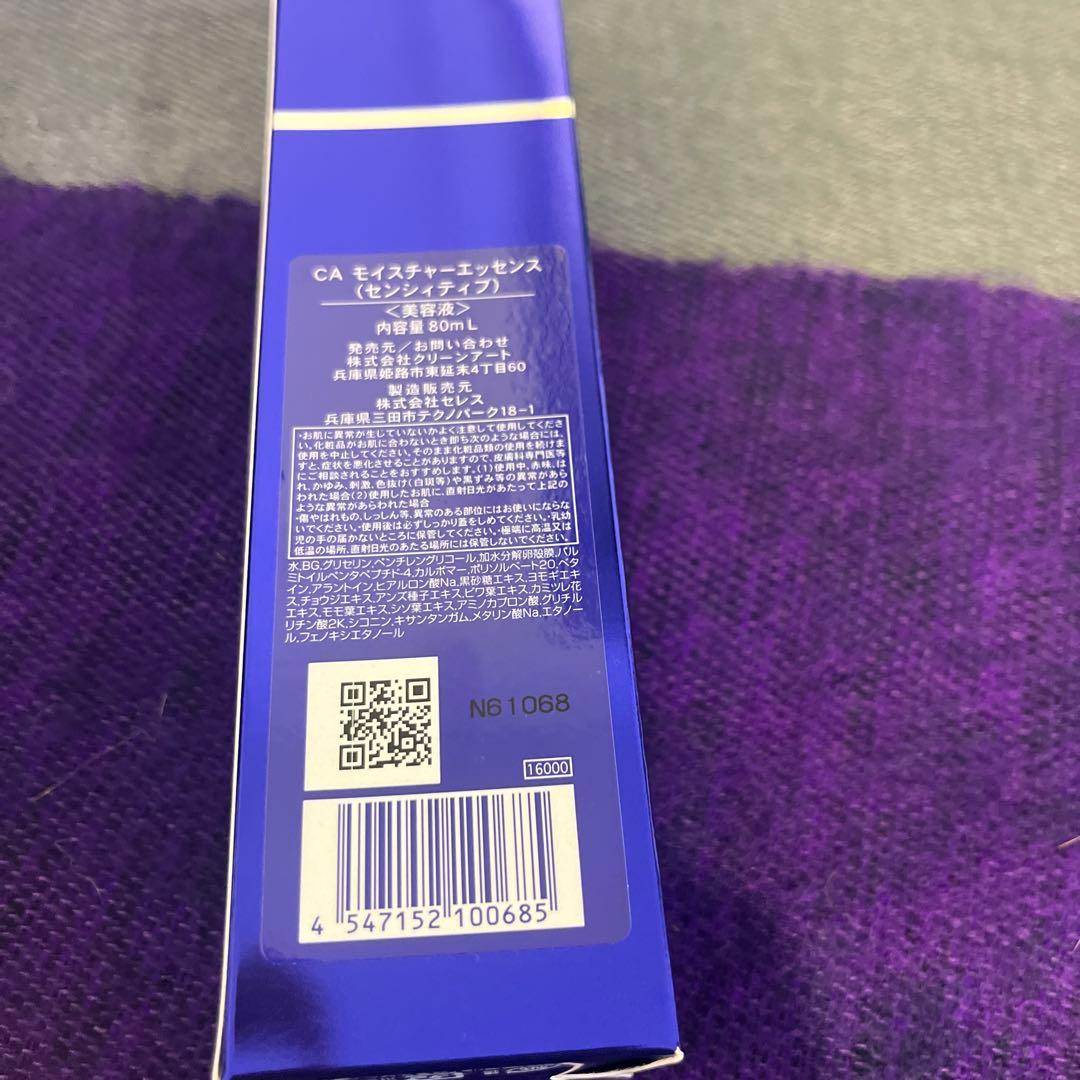 CA モイスチャーエッセンス
(センシィティブ)
＜美容液＞
内容量 80mL
発売元／お問い合わせ
株式会社クリーンアート
兵庫県姫路市東延末4丁目60
製造販売元
株式会社セレス
兵庫県三田市テクノパーク18-1
・お肌に異常が生じていないかよく注意して使用してくださ
い。化粧品がお肌に合わないとき即ち次のような場合には、
使用を中止してください。そのまま化粧品類の使用を続けま
すと、症状を悪化させることがありますので、皮膚科専門医等
にご相談されることをおすすめします。(1)使用中、赤味、は
れ、かゆみ、刺激、色抜け(白斑等)や黒ずみ等の異常があら
われた場合(2)使用したお肌に、直射日光があたって上記の
ような異常があらわれた場合
・傷やはれもの、しっしん等、異常のある部位にはお使いにならな
いでください。・使用後は必ずしっかり蓋をしめてください。・乳幼
児の手の届かないところに保管してください。・極端に高温又は
低温の場所、直射日光のあたる場所には保管しないでください。
水、BG、グリセリン、ペンチレングリコール、加水分解卵殻膜、パル
ミトイルペンタペプチド-4、カルボマー、ポリソルベート20、ベタ
イン、アラントイン、ヒアルロン酸Na、黒砂糖エキス、ヨモギエキ
ス、チョウジエキス、アンズ種子エキス、ビワ葉エキス、カミツレ花
エキス、モモ葉エキス、シソ葉エキス、アミノカプロン酸、グリチル
リチン酸2K、シコニン、キサンタンガム、メタリン酸Na、エタノー
ル、フェノキシエタノール
N61068
16000
4 547152 100685